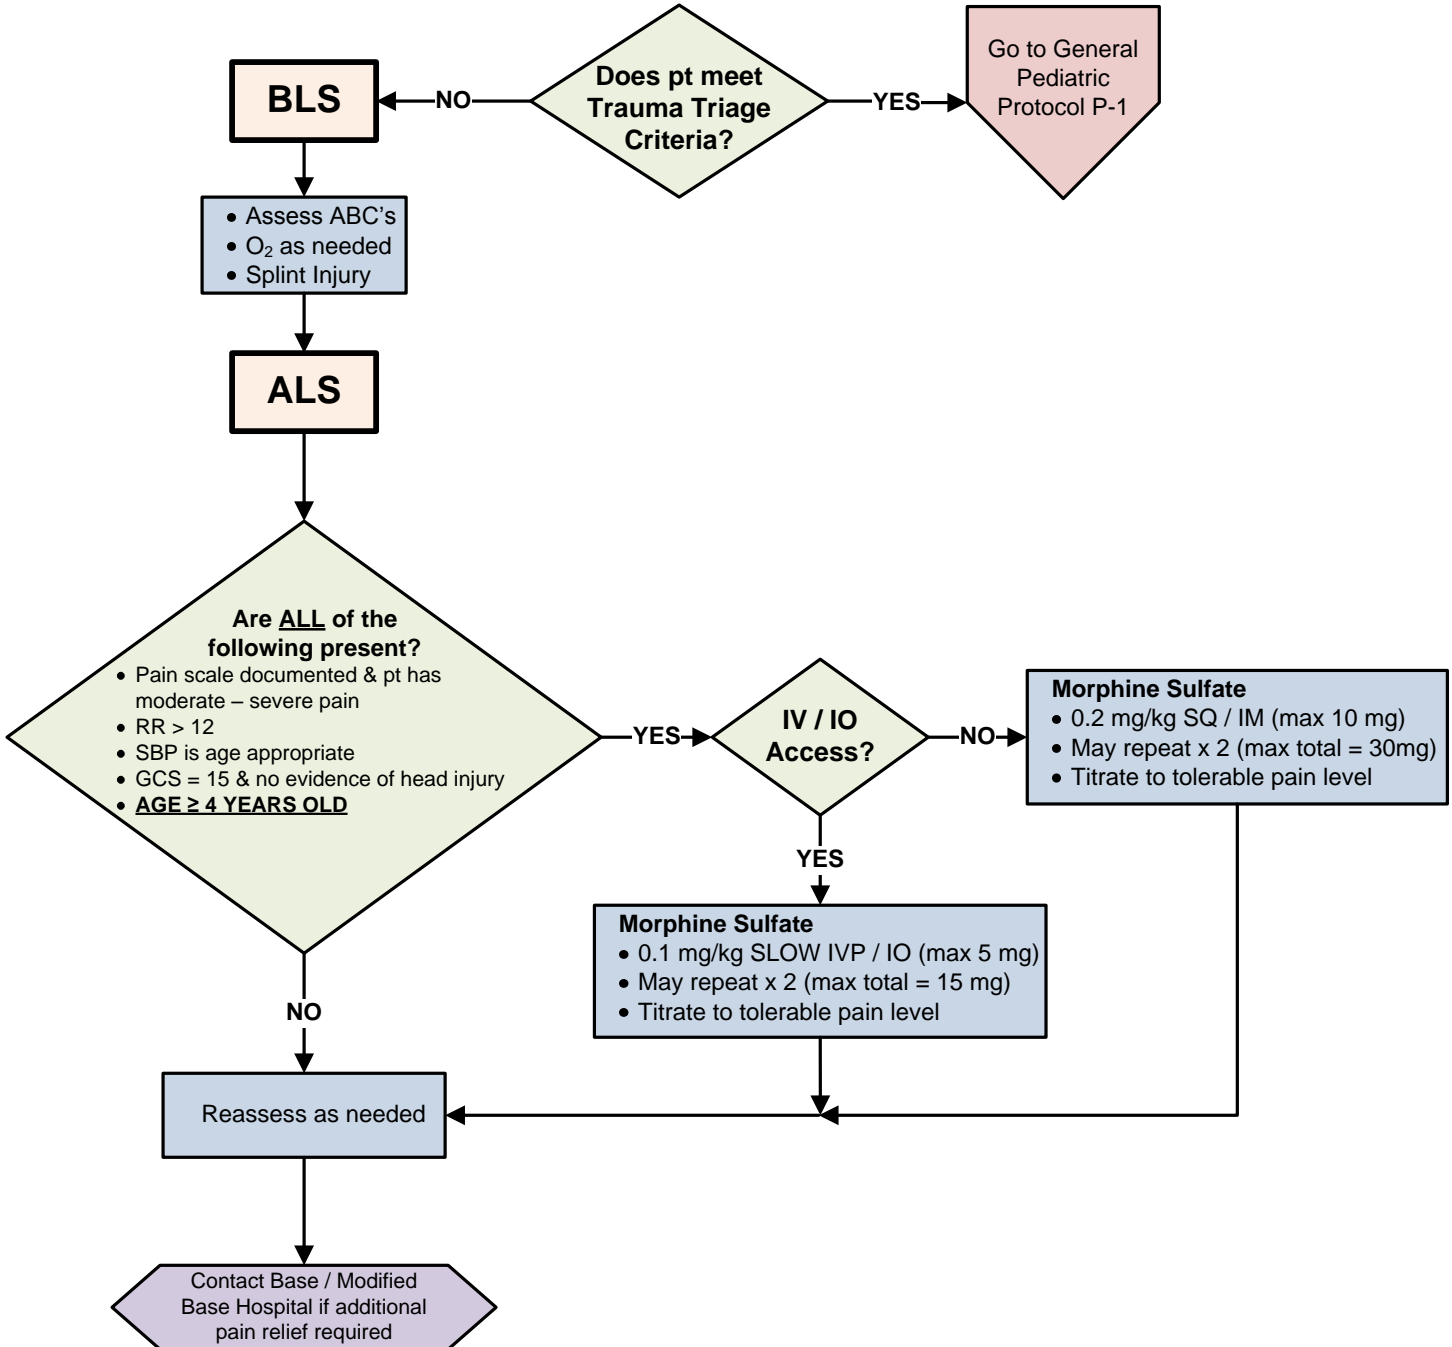 Does pt meet
Trauma Triage
Criteria?
NO
YES
Go to General
Pediatric
Protocol P-1
BLS
• Assess ABC's
• O₂ as needed
• Splint Injury
ALS
Are ALL of the
following present?
• Pain scale documented & pt has
moderate – severe pain
• RR > 12
• SBP is age appropriate
• GCS = 15 & no evidence of head injury
• AGE ≥ 4 YEARS OLD
YES
IV / IO
Access?
NO
Morphine Sulfate
• 0.2 mg/kg SQ / IM (max 10 mg)
• May repeat x 2 (max total = 30mg)
• Titrate to tolerable pain level
YES
Morphine Sulfate
• 0.1 mg/kg SLOW IVP / IO (max 5 mg)
• May repeat x 2 (max total = 15 mg)
• Titrate to tolerable pain level
NO
Reassess as needed
Contact Base / Modified
Base Hospital if additional
pain relief required